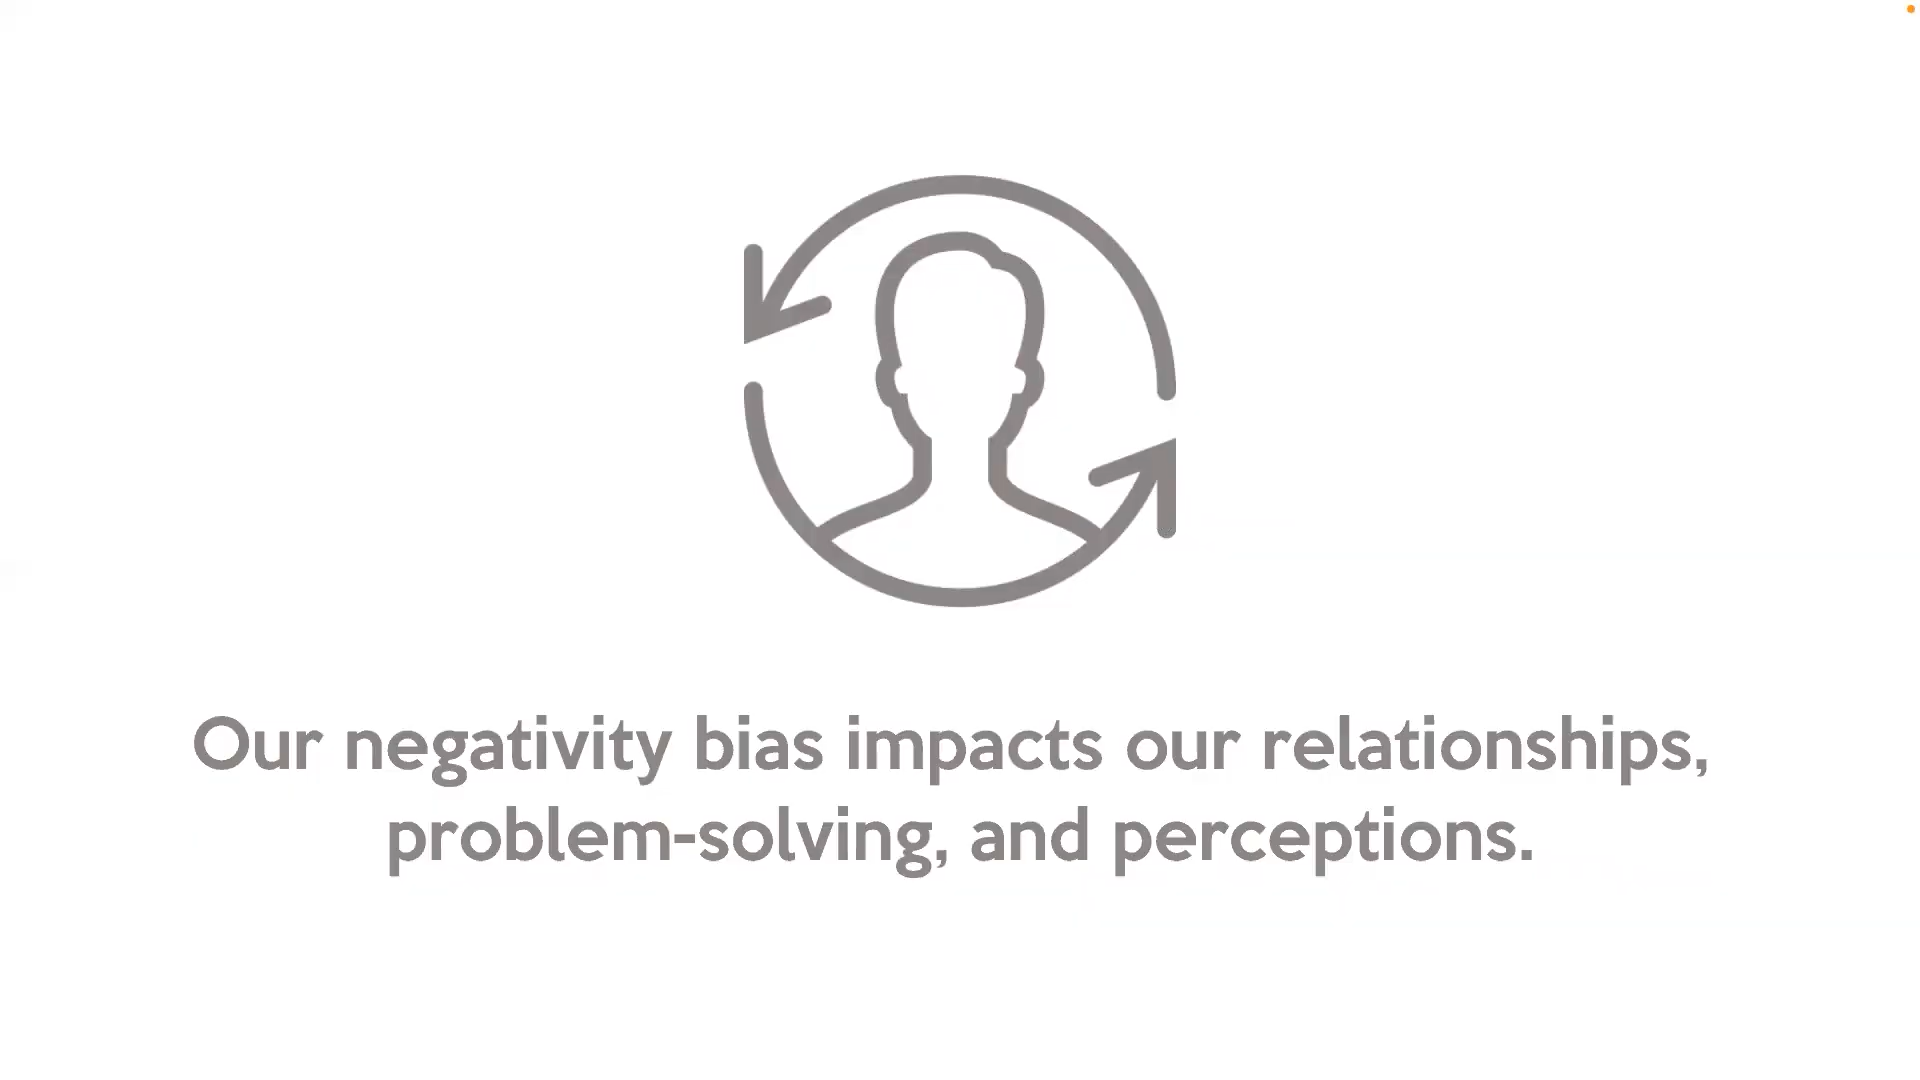 Our negativity bias impacts our relationships,
problem-solving, and perceptions.